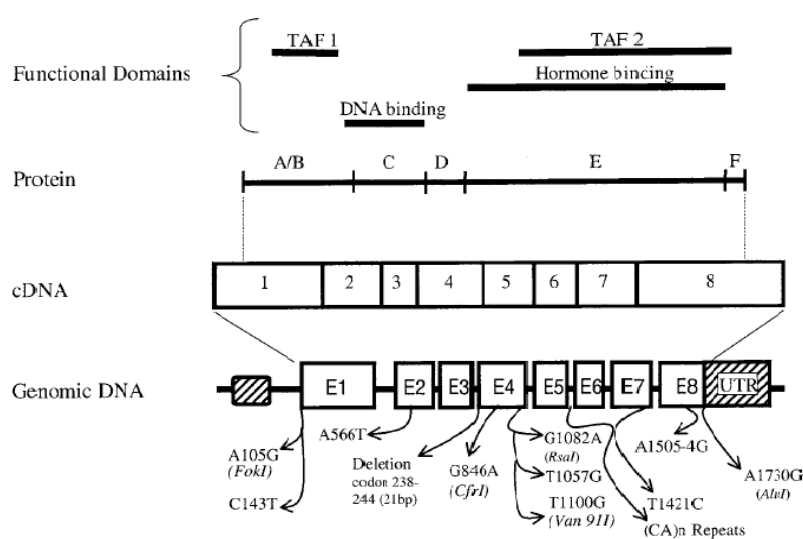 TAF 1
TAF 2
Functional Domains
Hormone bincing
DNA binding
A/B
C
D
E
F
Protein
1
2
3
4
5
6
7
8
cDNA
Genomic DNA
E1
E2
E3
E4
E5
E6
E7
E8
UTR
A105G
(FokI)
C143T
A566T
Deletion
codon 238-
244 (21bp)
G846A
(CfrI)
G1082A
(RsaI)
T1057G
T1100G
(Van 91I)
T1421C
(CA)n Repeats
A1505-4G
A1730G
(AluI)